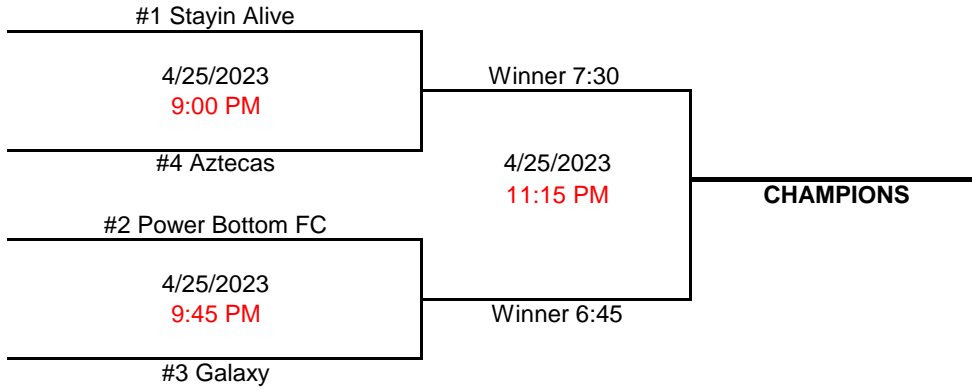 #1 Stayin Alive
4/25/2023
9:00 PM
Winner 7:30
#4 Aztecas
4/25/2023
11:15 PM
CHAMPIONS
#2 Power Bottom FC
4/25/2023
9:45 PM
Winner 6:45
#3 Galaxy